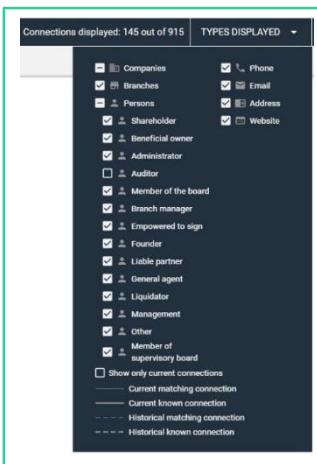 Connections displayed: 145 out of 915 TYPES DISPLAYED
Companies
Branches
Persons
Shareholder
Beneficial owner
Administrator
Auditor
Member of the board
Branch manager
Empowered to sign
Founder
Liable partner
General agent
Liquidator
Management
Other
Member of
supervisory board
Phone
Email
Address
Website
Show only current connections
Current matching connection
Current known connection
Historical matching connection
Historical known connection